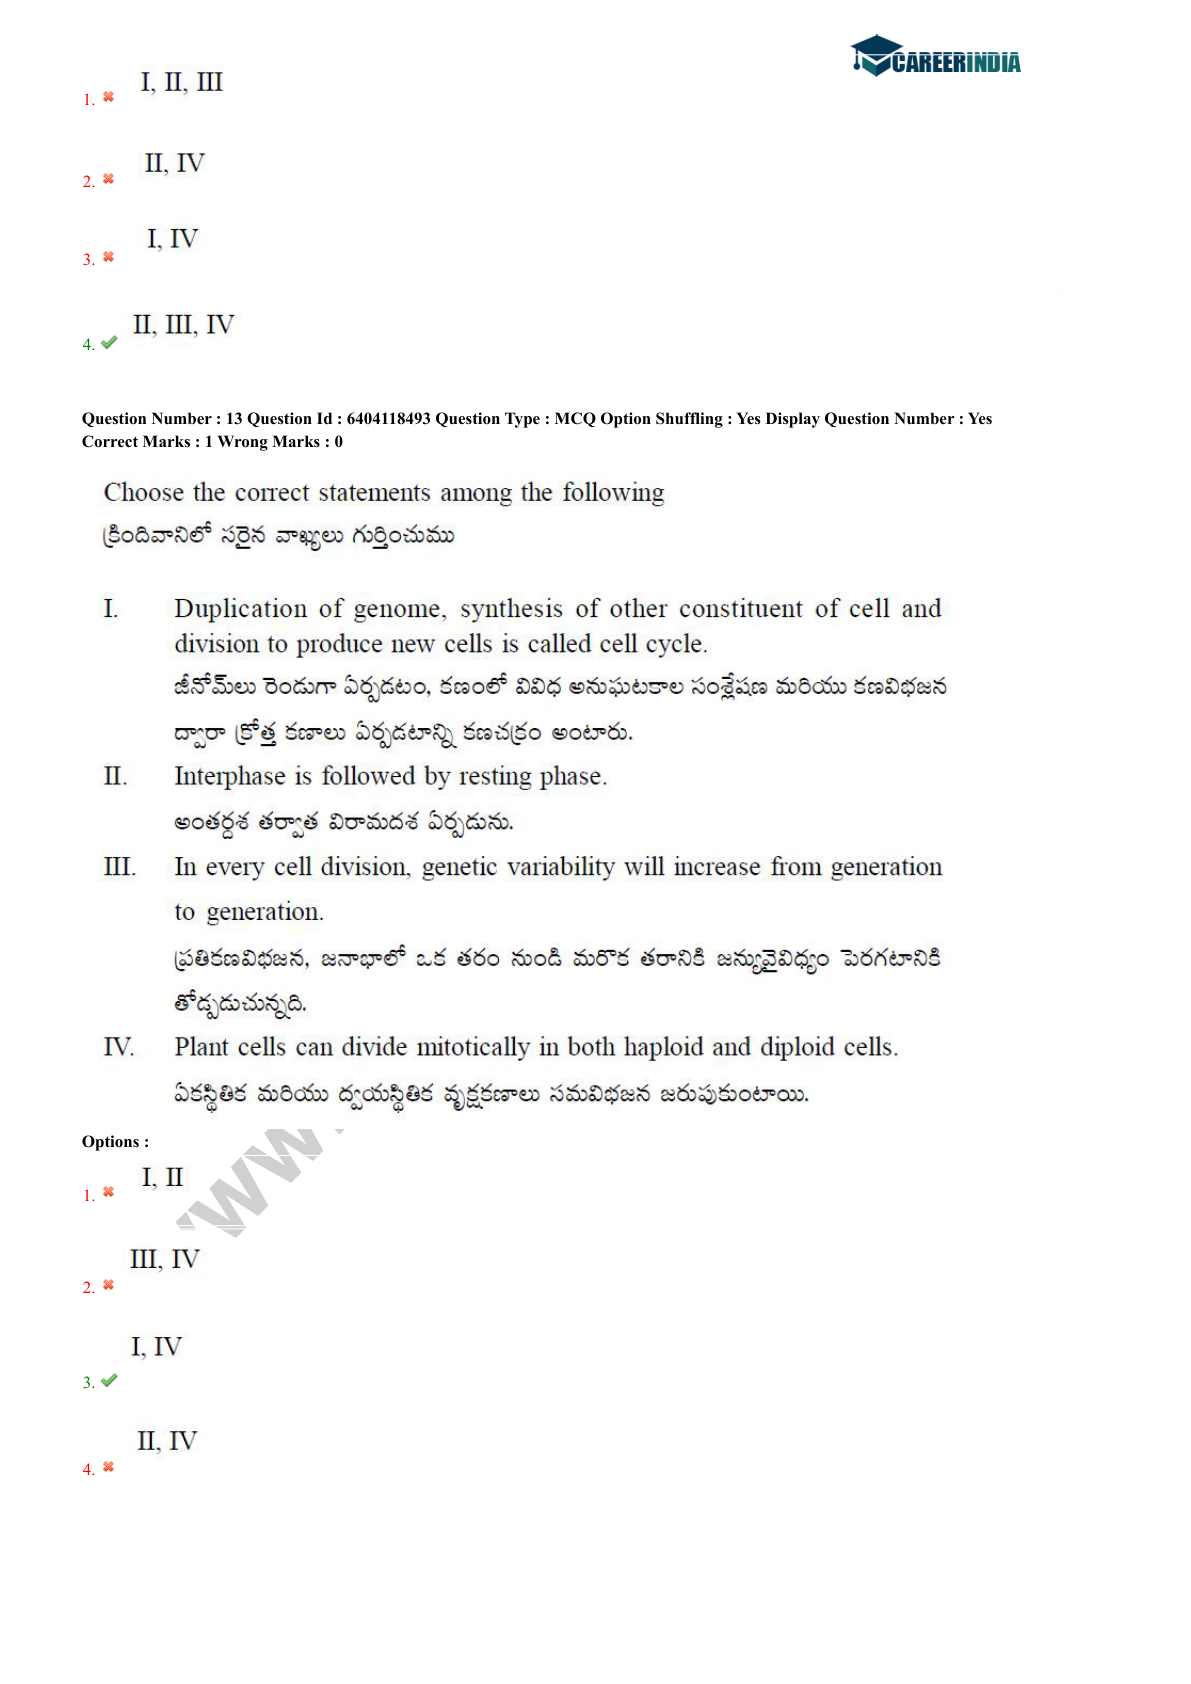 CAREERINDIA
I, II, III
1.
II, IV
2.
I, IV
3.
II, III, IV
4.
Question Number : 13 Question Id : 6404118493 Question Type : MCQ Option Shuffling : Yes Display Question Number : Yes
Correct Marks : 1 Wrong Marks : 0
Choose the correct statements among the following
క్రిందివానిలో సరైన వాఖ్యలు గుర్తించుము
I. Duplication of genome, synthesis of other constituent of cell and
division to produce new cells is called cell cycle.
జీనోమ్‌లు రెండుగా ఏర్పడటం, కణంలో వివిధ అనుఘటకాల సంశ్లేషణ మరియు కణవిభజన
ద్వారా క్రోత్త కణాలు ఏర్పడటాన్ని కణచక్రం అంటారు.
II. Interphase is followed by resting phase.
అంతర్దశ తర్వాత విరామదశ ఏర్పడును.
III. In every cell division, genetic variability will increase from generation
to generation.
ప్రతికణవిభజన, జనాభాలో ఒక తరం నుండి మరొక తరానికి జన్యువైవిధ్యం పెరగటానికి
తోడ్పడుచున్నది.
IV. Plant cells can divide mitotically in both haploid and diploid cells.
ఏకస్థితిక మరియు ద్వయస్థితిక వృక్షకణాలు సమవిభజన జరుపుకుంటాయి.
Options :
I, II
1.
III, IV
2.
I, IV
3.
II, IV
4.